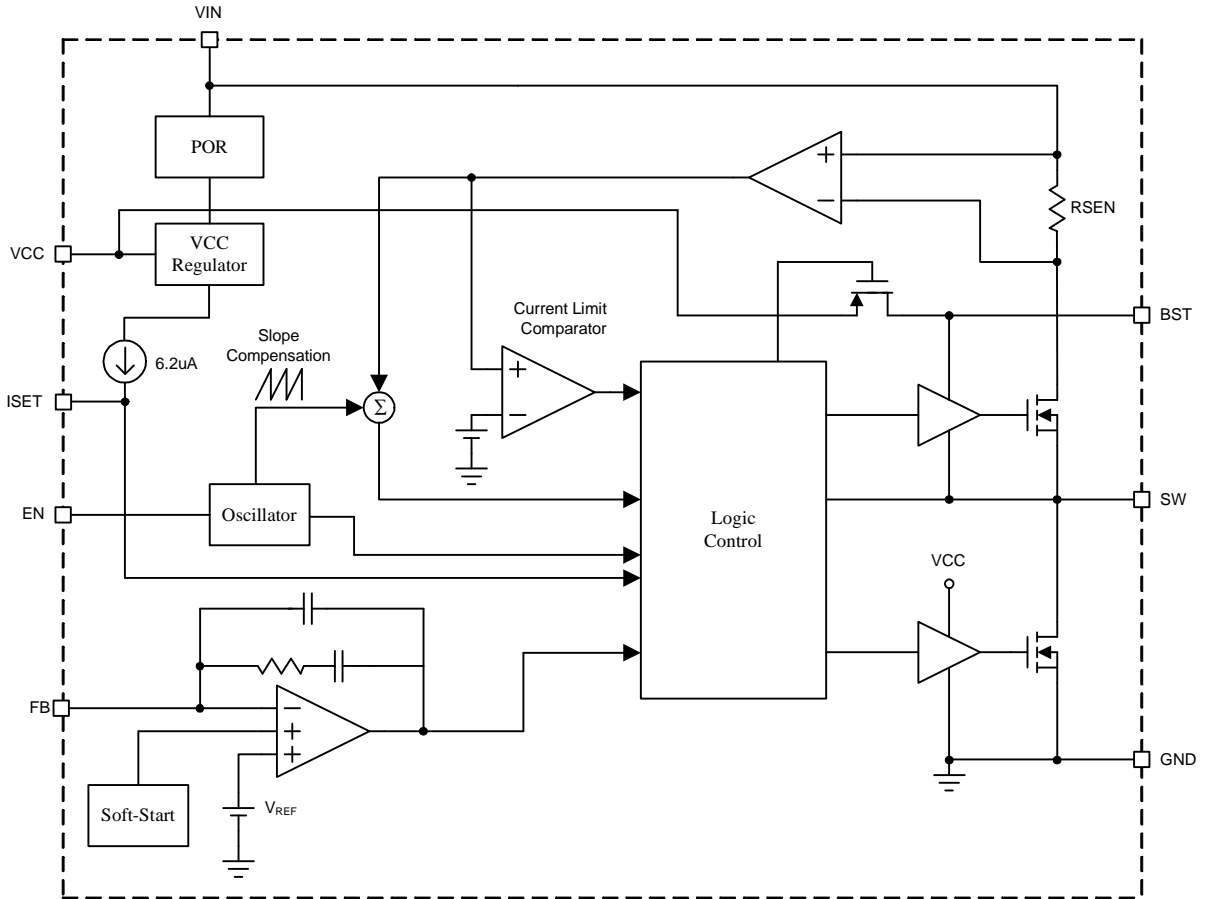 VIN
POR
+
−
RSEN
VCC
VCC
Regulator
Current Limit
Comparator
BST
Slope
Compensation
6.2uA
+
−
ISET
Σ
SW
EN
Oscillator
Logic
Control
VCC
FB
−
+
+
GND
Soft-Start
VREF